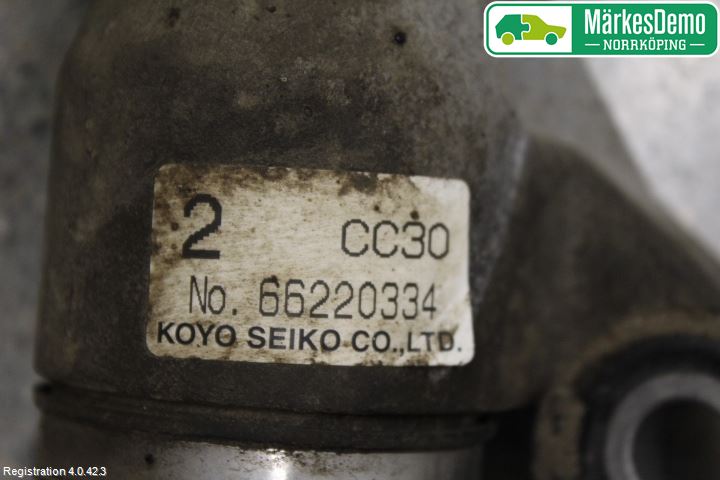 MärkesDemo
NORRKÖPING
2 CC30
No. 66220334
KOYO SEIKO CO.,LTD.
Registration 4.0.42.3